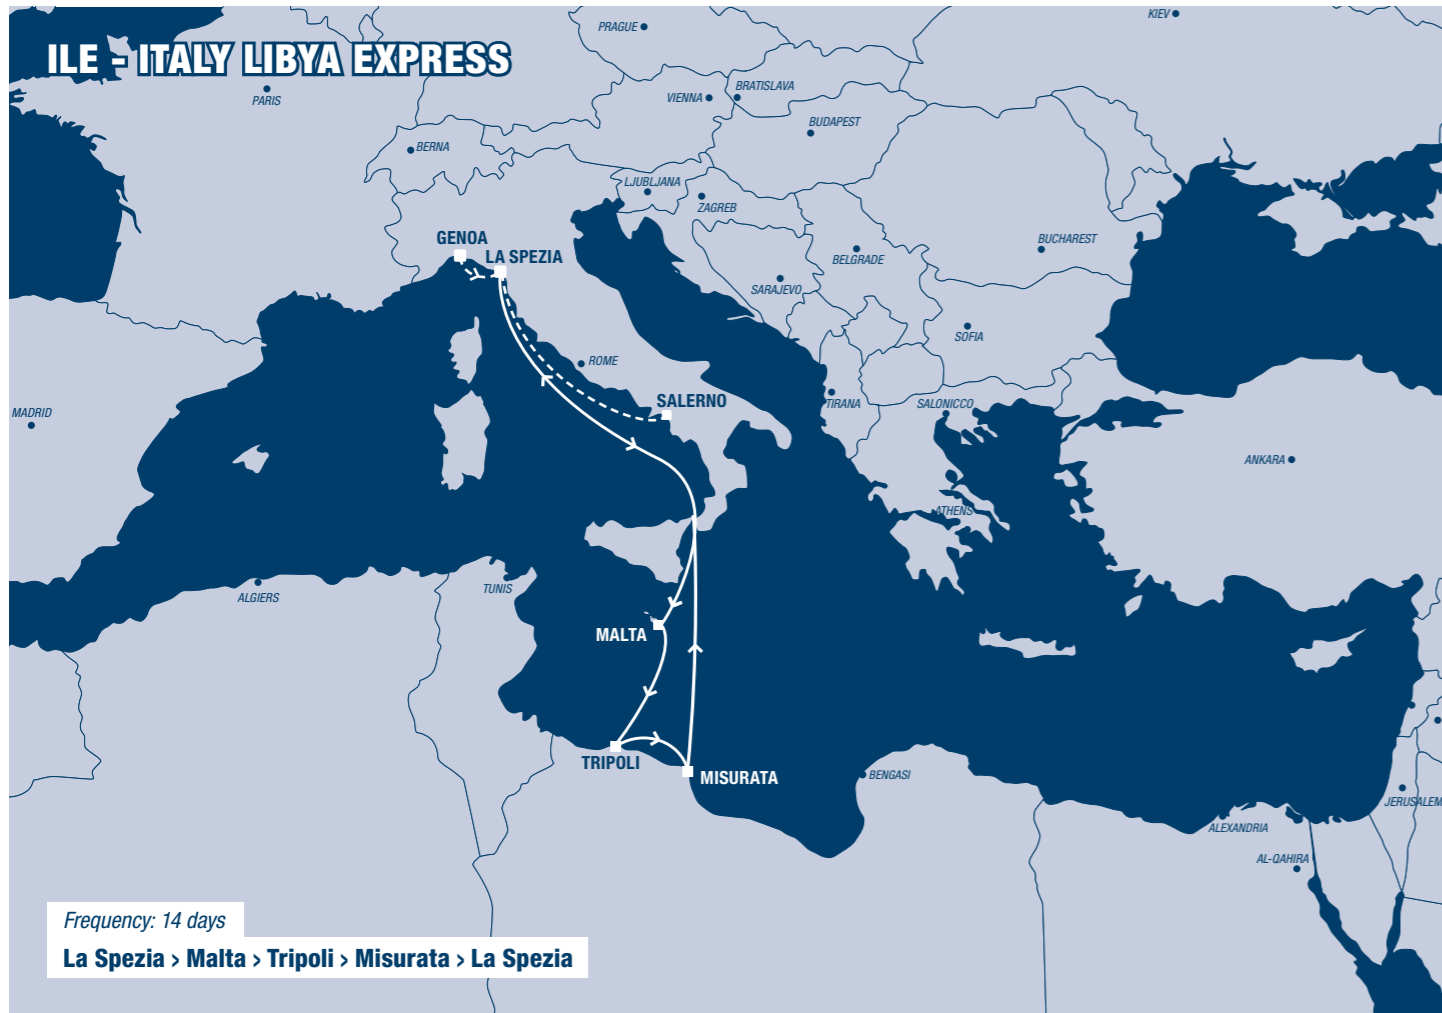 ILE - ITALY LIBYA EXPRESS
KIEV
PRAGUE
PARIS
VIENNA
BRATISLAVA
BUDAPEST
BERNA
LJUBLJANA
ZAGREB
GENOA
LA SPEZIA
BELGRADE
BUCHAREST
SARAJEVO
SOFIA
ROME
MADRID
SALERNO
TIRANA
SALONICCO
ANKARA
ATHENS
ALGIERS
TUNIS
MALTA
TRIPOLI
MISURATA
BENGASI
JERUSALEM
ALEXANDRIA
AL-QAHIRA
Frequency: 14 days
La Spezia › Malta › Tripoli › Misurata › La Spezia